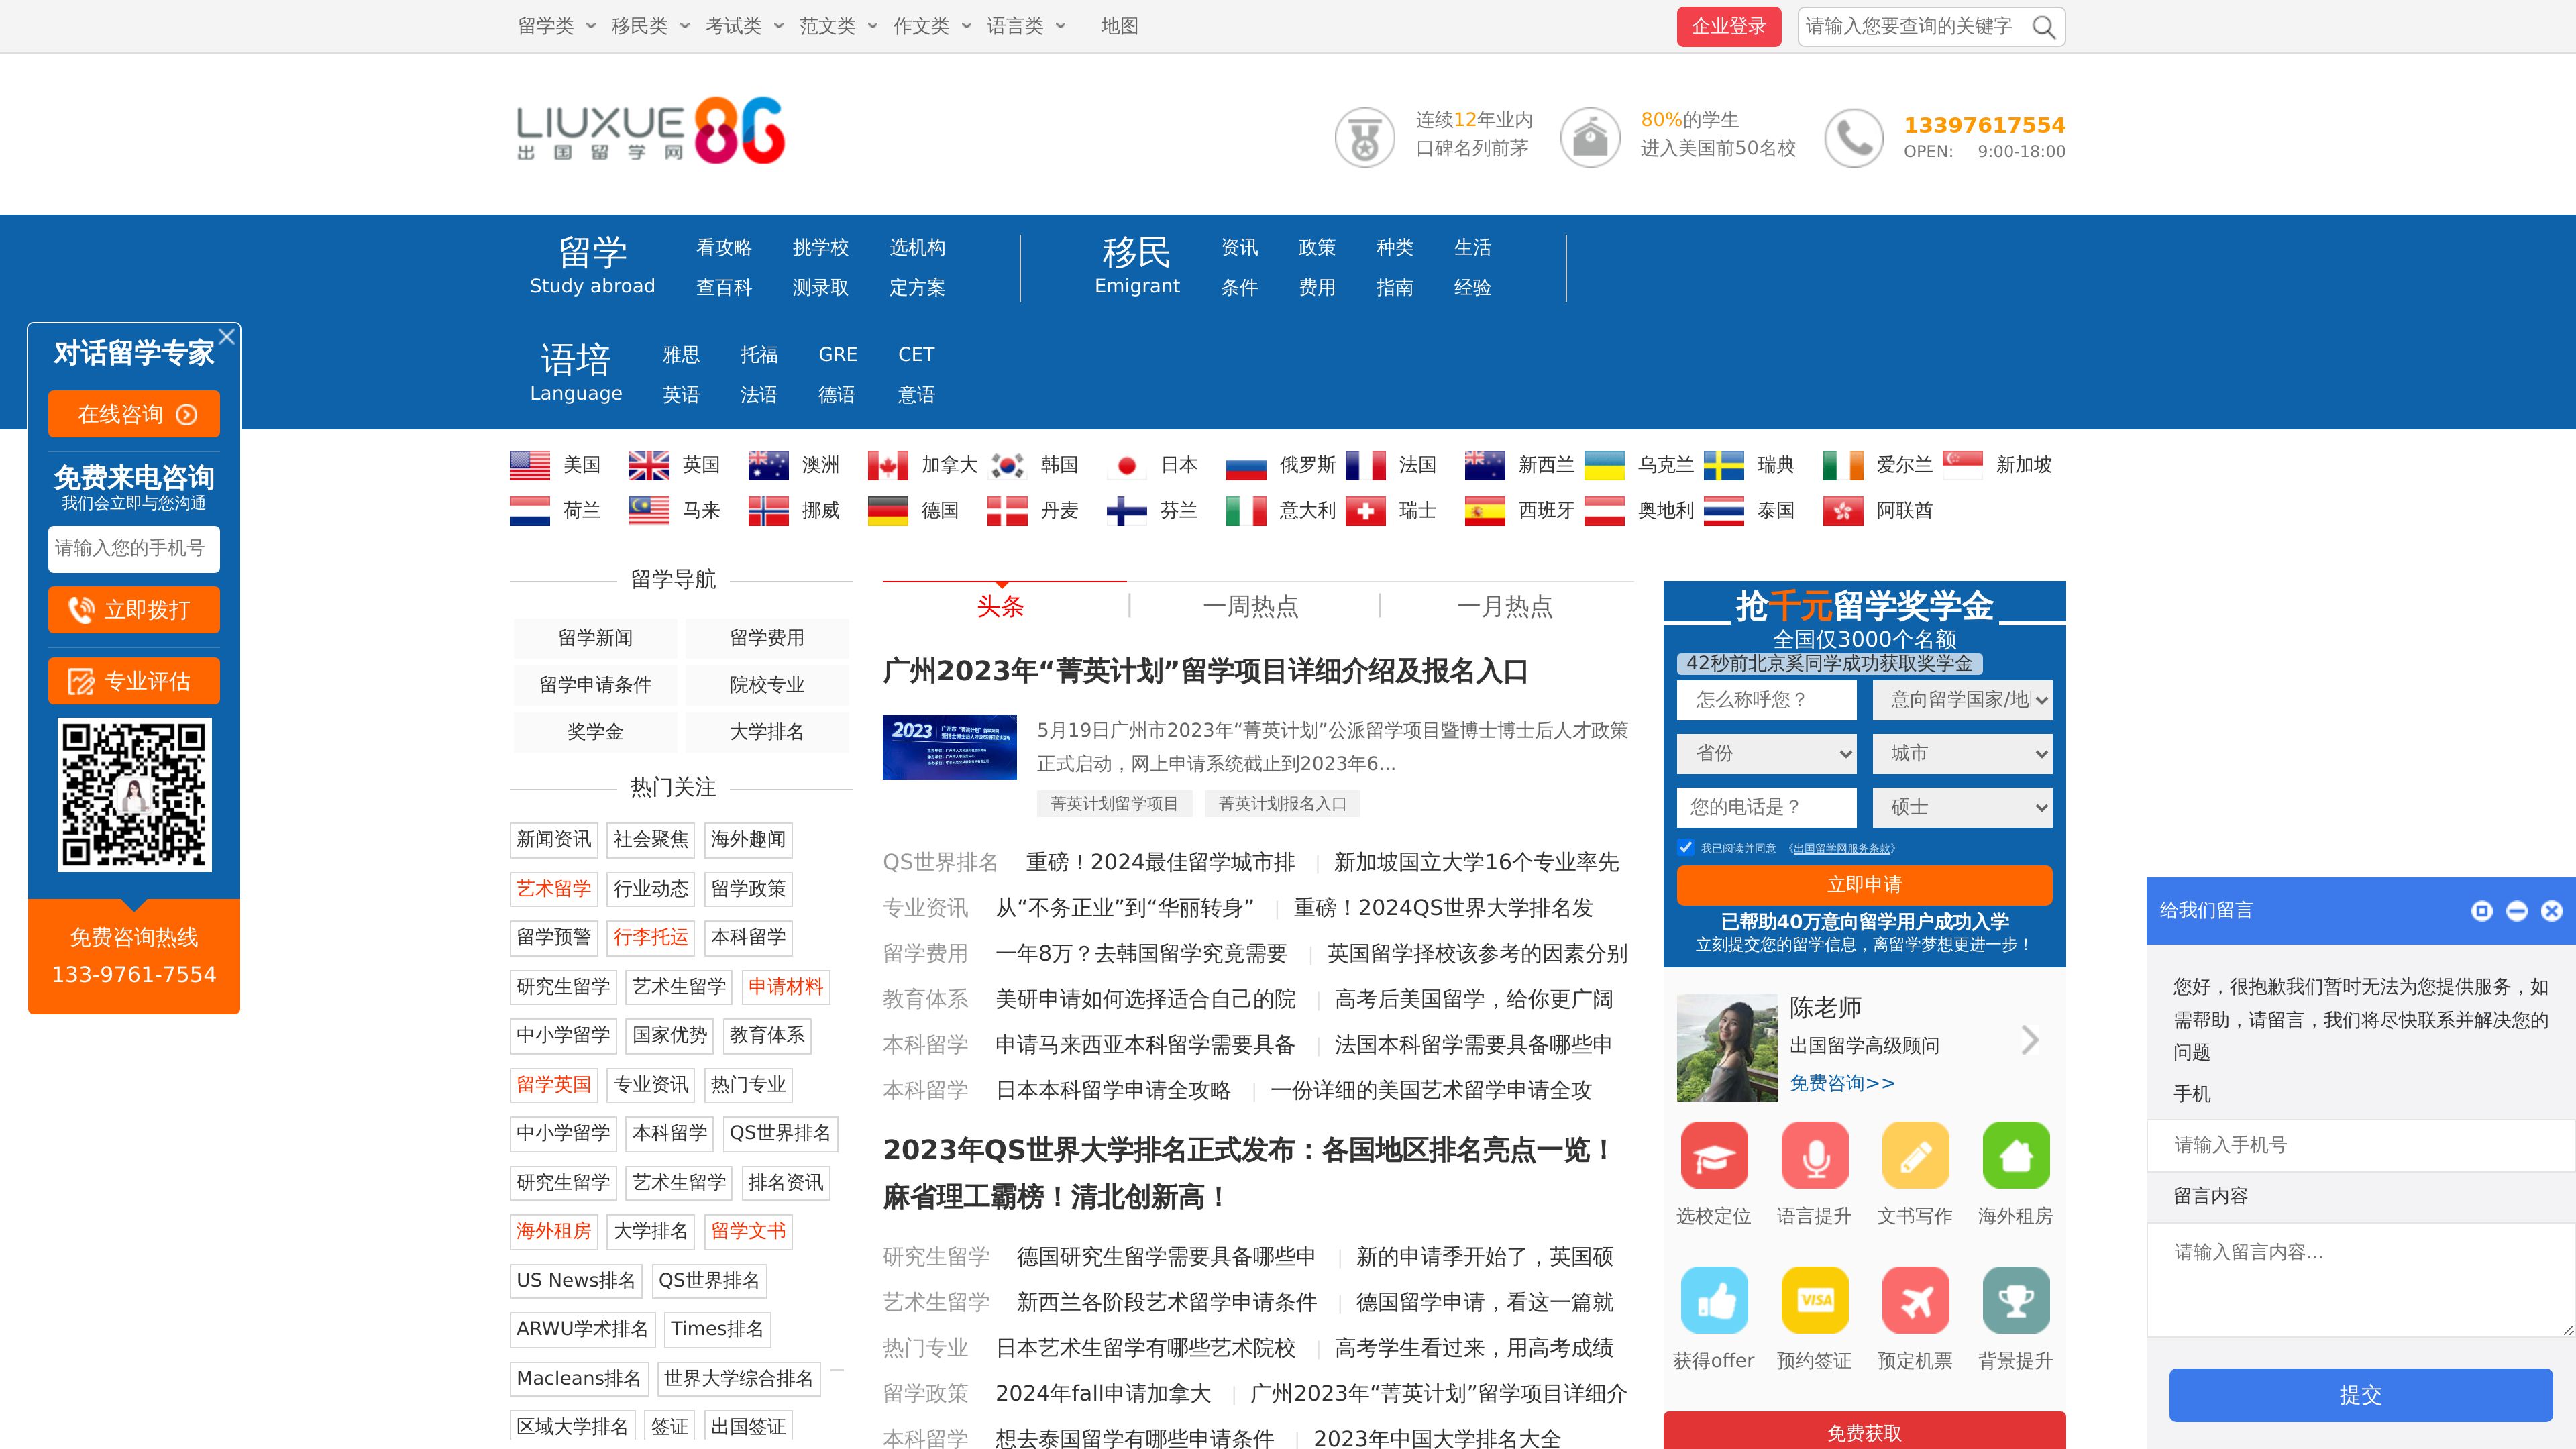 留学类 移民类 考试类 范文类 作文类 语言类 地图
企业登录 请输入您要查询的关键字
LIUXUE86
出国留学网
连续12年业内
口碑名列前茅
80%的学生
进入美国前50名校
13397617554
OPEN: 9:00-18:00
留学
Study abroad
看攻略 挑学校 选机构
查百科 测录取 定方案
移民
Emigrant
资讯 政策 种类 生活
条件 费用 指南 经验
语培
Language
雅思 托福 GRE CET
英语 法语 德语 意语
美国 英国 澳洲 加拿大 韩国 日本 俄罗斯 法国 新西兰 乌克兰 瑞典 爱尔兰 新加坡
荷兰 马来 挪威 德国 丹麦 芬兰 意大利 瑞士 西班牙 奥地利 泰国 阿联酋
对话留学专家
在线咨询
免费来电咨询
我们会立即与您沟通
请输入您的手机号
立即拨打
专业评估
免费咨询热线
133-9761-7554
留学导航
留学新闻 留学费用
留学申请条件 院校专业
奖学金 大学排名
热门关注
新闻资讯 社会聚焦 海外趣闻
艺术留学 行业动态 留学政策
留学预警 行李托运 本科留学
研究生留学 艺术生留学 申请材料
中小学留学 国家优势 教育体系
留学英国 专业资讯 热门专业
中小学留学 本科留学 QS世界排名
研究生留学 艺术生留学 排名资讯
海外租房 大学排名 留学文书
US News排名 QS世界排名
ARWU学术排名 Times排名
Macleans排名 世界大学综合排名
区域大学排名 签证 出国签证
头条 一周热点 一月热点
广州2023年“菁英计划”留学项目详细介绍及报名入口
2023
5月19日广州市2023年“菁英计划”公派留学项目暨博士博士后人才政策
正式启动，网上申请系统截止到2023年6...
菁英计划留学项目 菁英计划报名入口
QS世界排名 重磅！2024最佳留学城市排 | 新加坡国立大学16个专业率先
专业资讯 从“不务正业”到“华丽转身” | 重磅！2024QS世界大学排名发
留学费用 一年8万？去韩国留学究竟需要 | 英国留学择校该参考的因素分别
教育体系 美研申请如何选择适合自己的院 | 高考后美国留学，给你更广阔
本科留学 申请马来西亚本科留学需要具备 | 法国本科留学需要具备哪些申
本科留学 日本本科留学申请全攻略 | 一份详细的美国艺术留学申请全攻
2023年QS世界大学排名正式发布：各国地区排名亮点一览！
麻省理工霸榜！清北创新高！
研究生留学 德国研究生留学需要具备哪些申 | 新的申请季开始了，英国硕
艺术生留学 新西兰各阶段艺术留学申请条件 | 德国留学申请，看这一篇就
热门专业 日本艺术生留学有哪些艺术院校 | 高考学生看过来，用高考成绩
留学政策 2024年fall申请加拿大 | 广州2023年“菁英计划”留学项目详细介
本科留学 想去泰国留学有哪些申请条件 | 2023年中国大学排名大全
抢千元留学奖学金
全国仅3000个名额
42秒前北京奚同学成功获取奖学金
怎么称呼您？ 意向留学国家/地
省份 城市
您的电话是？ 硕士
我已阅读并同意 《出国留学网服务条款》
立即申请
已帮助40万意向留学用户成功入学
立刻提交您的留学信息，离留学梦想更进一步！
陈老师
出国留学高级顾问
免费咨询>>
选校定位 语言提升 文书写作 海外租房
VISA
获得offer 预约签证 预定机票 背景提升
免费获取
给我们留言
您好，很抱歉我们暂时无法为您提供服务，如
需帮助，请留言，我们将尽快联系并解决您的
问题
手机
请输入手机号
留言内容
请输入留言内容...
提交